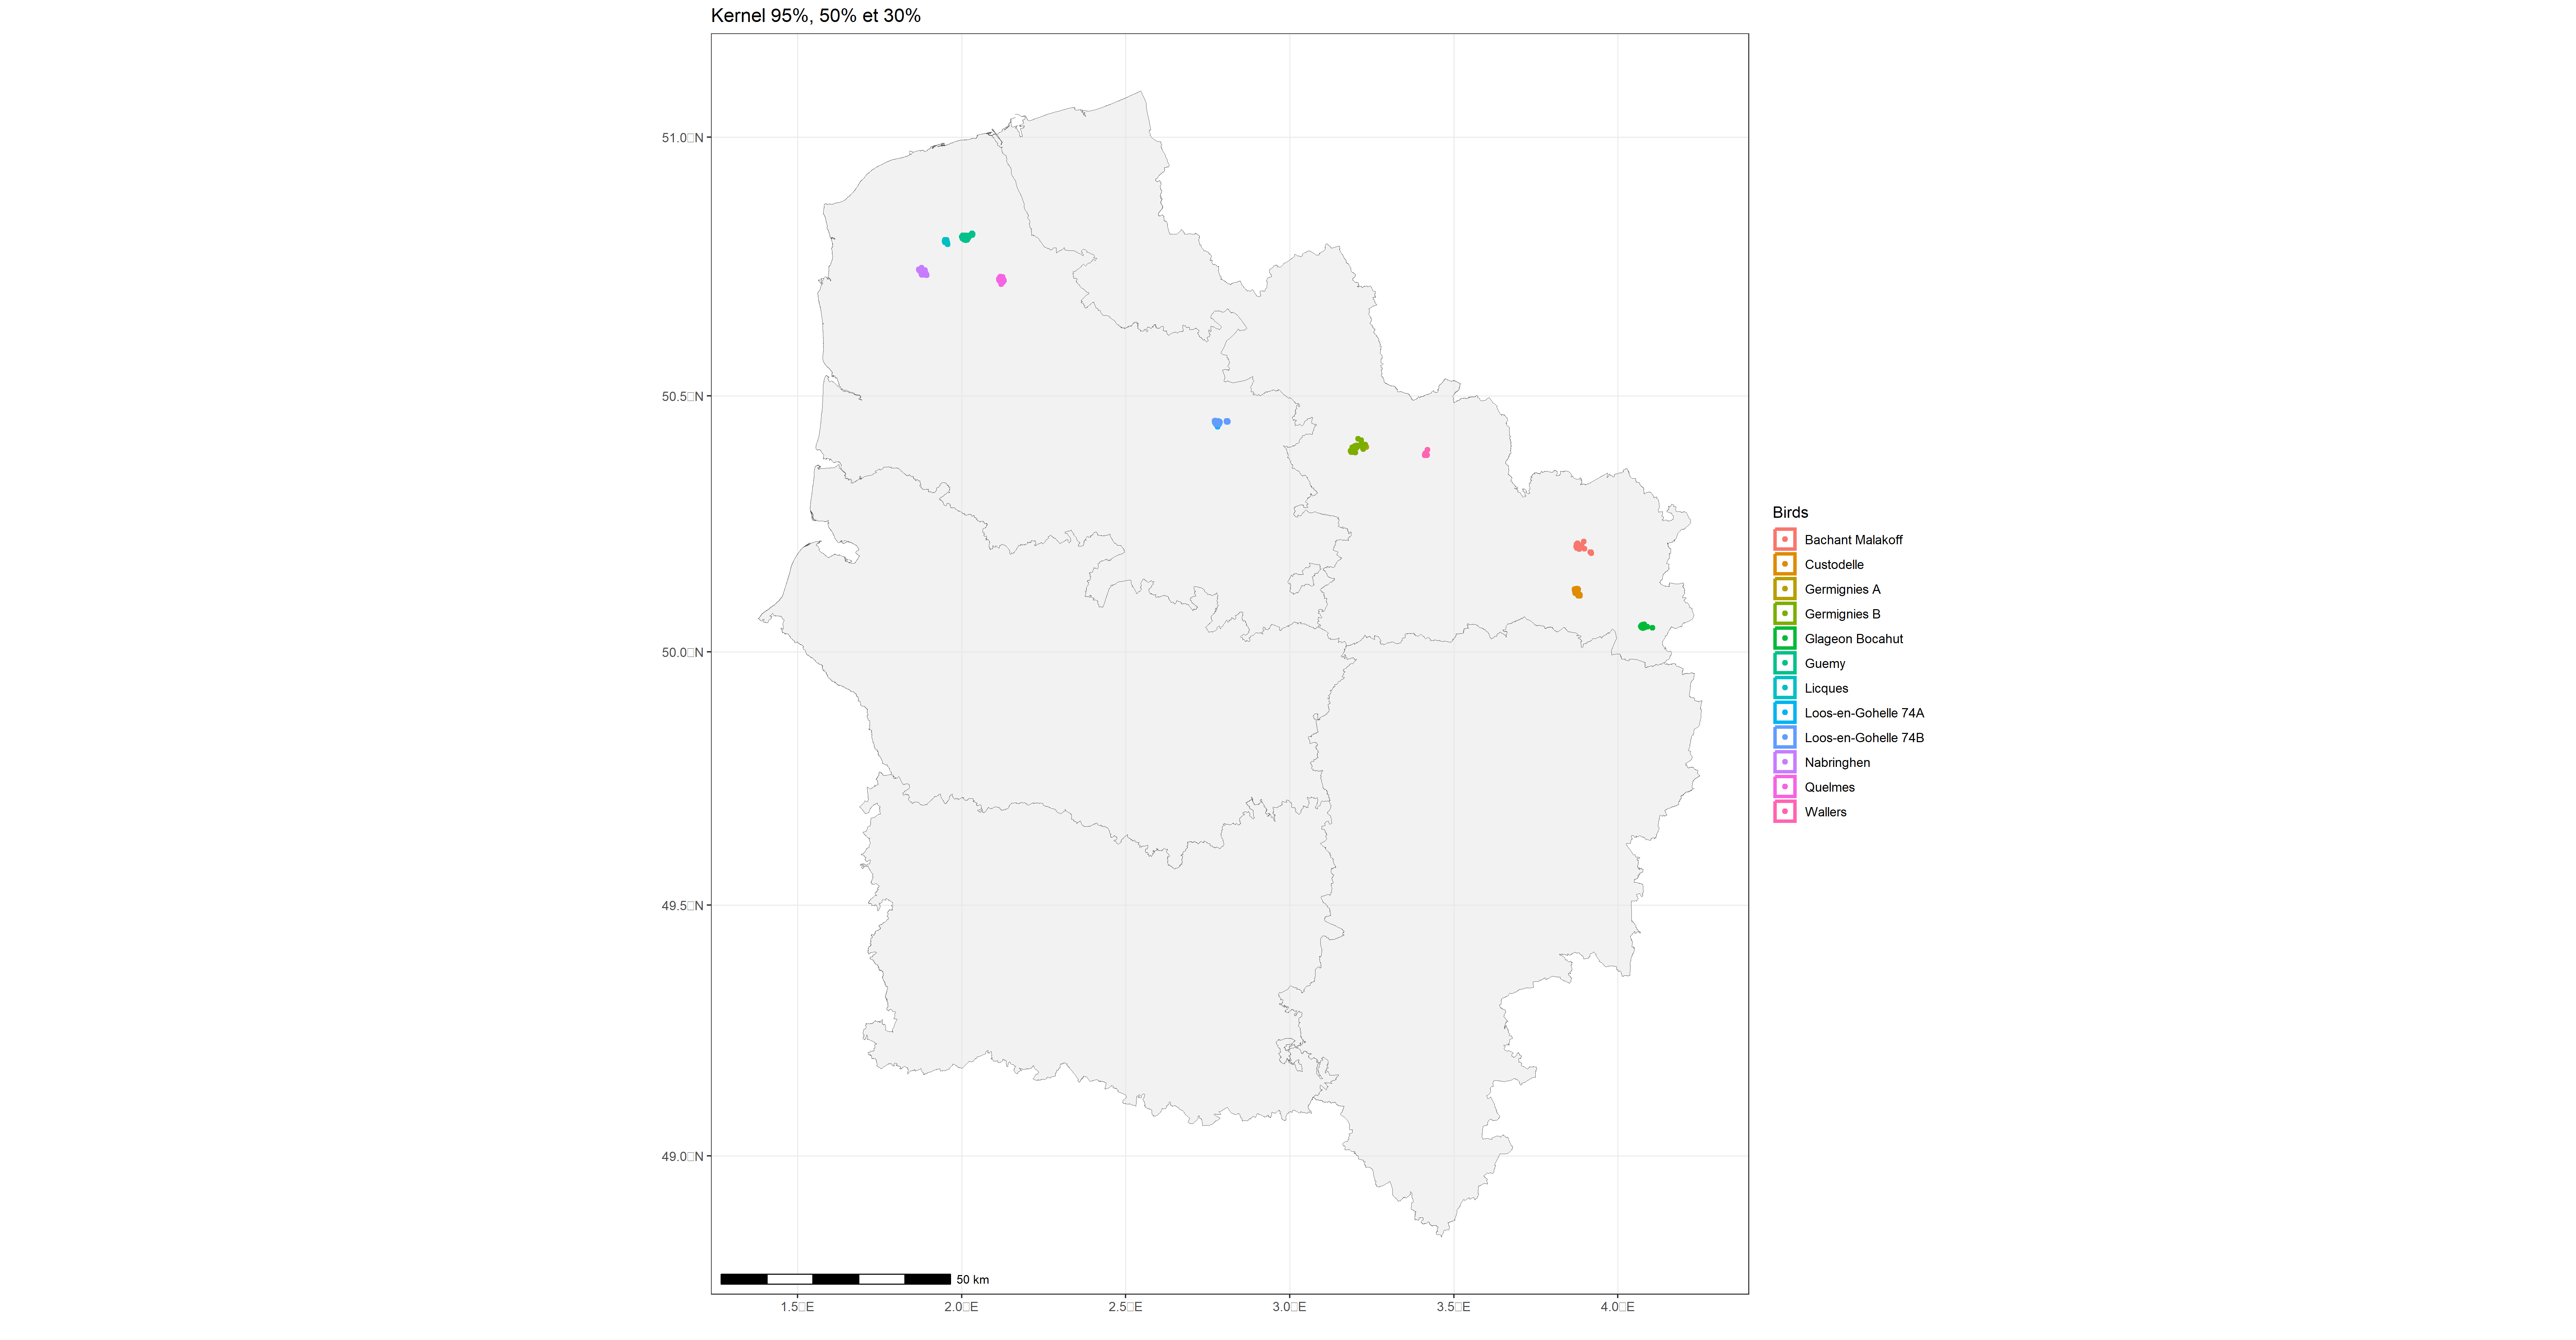 Kernel 95%, 50% et 30%
51.0□N
50.5□N
50.0□N
49.5□N
49.0□N
50 km
1.5□E
2.0□E
2.5□E
3.0□E
3.5□E
4.0□E
Birds
Bachant Malakoff
Custodelle
Germignies A
Germignies B
Glageon Bocahut
Guemy
Licques
Loos-en-Gohelle 74A
Loos-en-Gohelle 74B
Nabringhen
Quelmes
Wallers